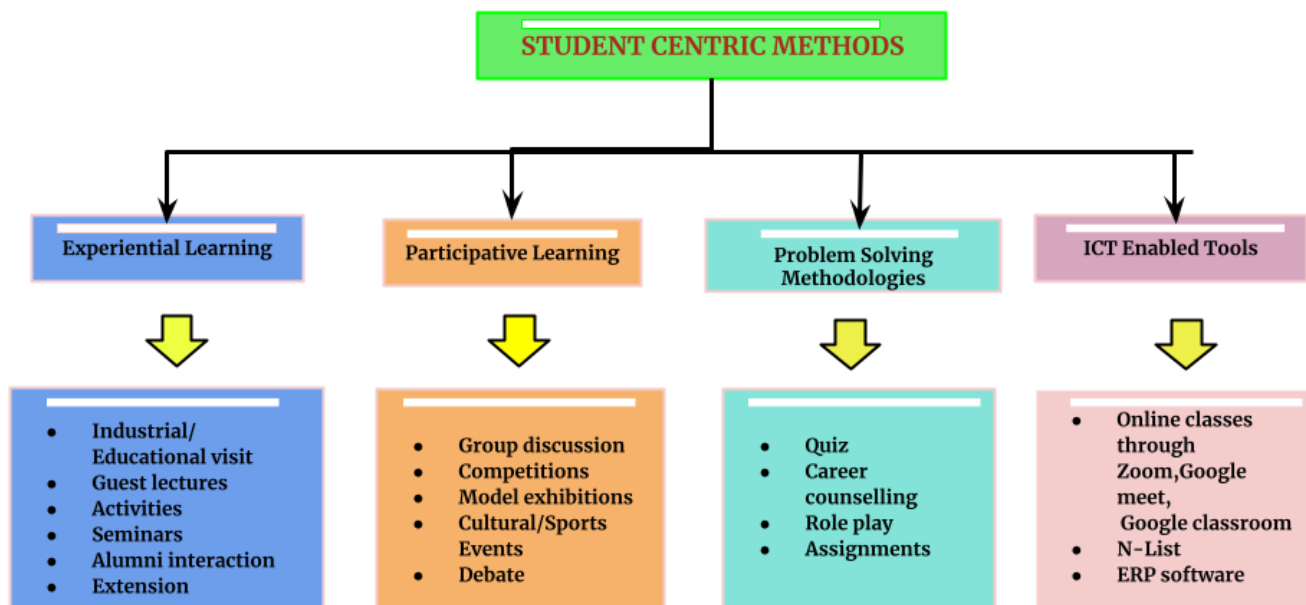 STUDENT CENTRIC METHODS
Experiential Learning
Participative Learning
Problem Solving
Methodologies
ICT Enabled Tools
● Industrial/
Educational visit
● Guest lectures
● Activities
● Seminars
● Alumni interaction
● Extension
● Group discussion
● Competitions
● Model exhibitions
● Cultural/Sports
Events
● Debate
● Quiz
● Career
counselling
● Role play
● Assignments
● Online classes
through
Zoom,Google
meet,
Google classroom
● N-List
● ERP software